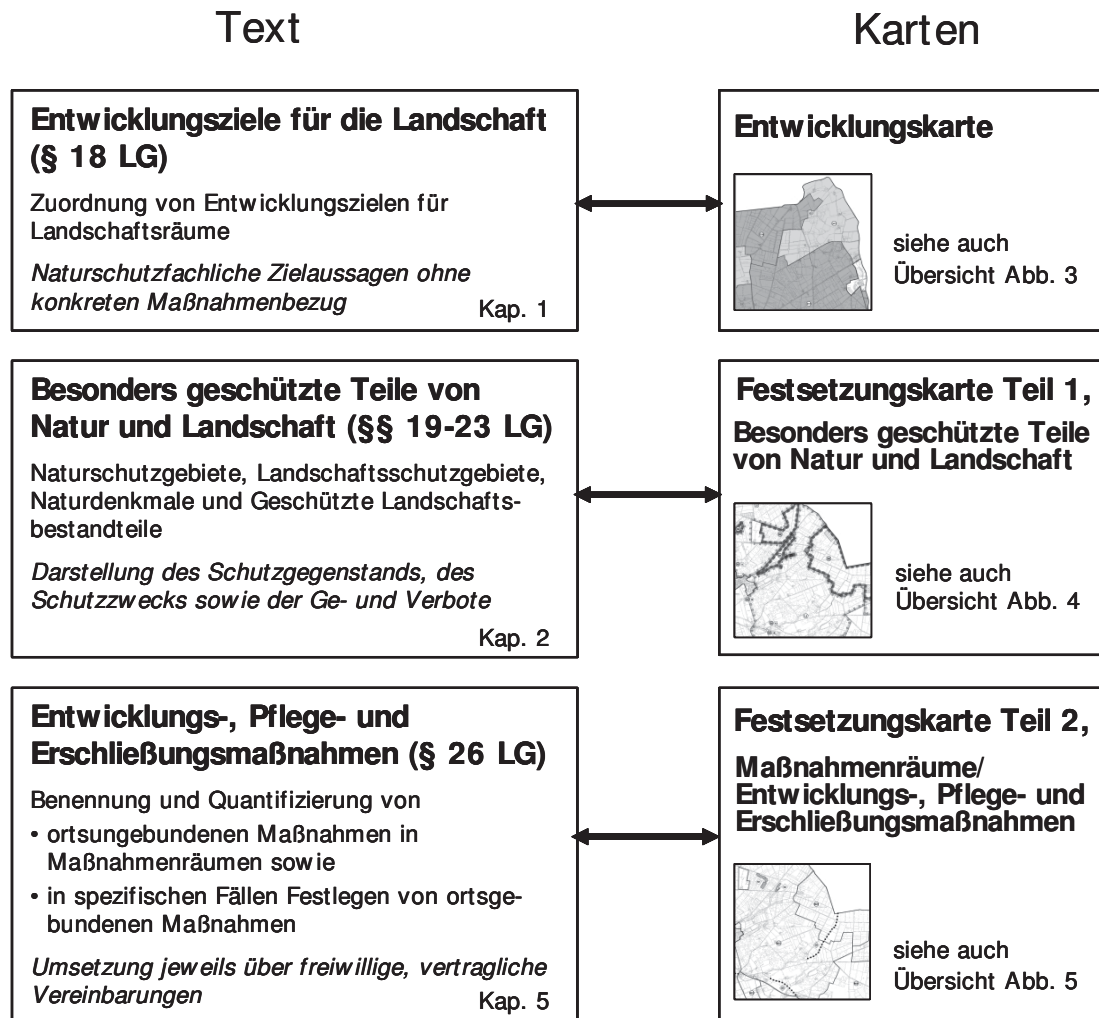 Text
Karten
Entwicklungsziele für die Landschaft
(§ 18 LG)
Zuordnung von Entwicklungszielen für
Landschaftsräume
Naturschutzfachliche Zielaussagen ohne
konkreten Maßnahmenbezug
Kap. 1
Entwicklungskarte
siehe auch
Übersicht Abb. 3
Besonders geschützte Teile von
Natur und Landschaft (§§ 19-23 LG)
Naturschutzgebiete, Landschaftsschutzgebiete,
Naturdenkmale und Geschützte Landschafts-
bestandteile
Darstellung des Schutzgegenstands, des
Schutzzwecks sowie der Ge- und Verbote
Kap. 2
Festsetzungskarte Teil 1,
Besonders geschützte Teile
von Natur und Landschaft
siehe auch
Übersicht Abb. 4
Entwicklungs-, Pflege- und
Erschließungsmaßnahmen (§ 26 LG)
Benennung und Quantifizierung von
• ortsungebundenen Maßnahmen in
Maßnahmenräumen sowie
• in spezifischen Fällen Festlegen von ortsge-
bundenen Maßnahmen
Umsetzung jeweils über freiwillige, vertragliche
Vereinbarungen
Kap. 5
Festsetzungskarte Teil 2,
Maßnahmenräume/
Entwicklungs-, Pflege- und
Erschließungsmaßnahmen
siehe auch
Übersicht Abb. 5